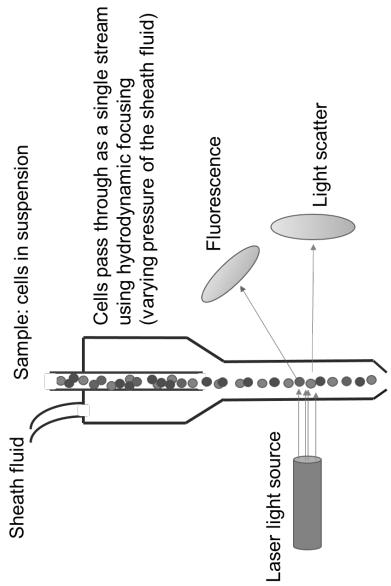 Sample: cells in suspension
Sheath fluid
Cells pass through as a single stream
using hydrodynamic focusing
(varying pressure of the sheath fluid)
Fluorescence
Light scatter
Laser light source